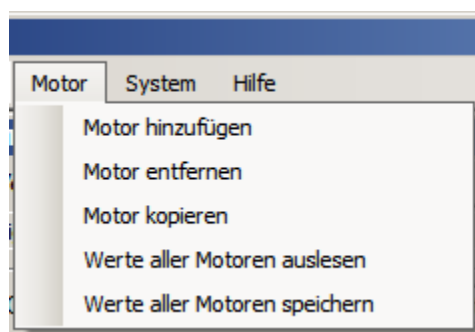 Motor System Hilfe
Motor hinzufügen
Motor entfernen
Motor kopieren
Werte aller Motoren auslesen
Werte aller Motoren speichern